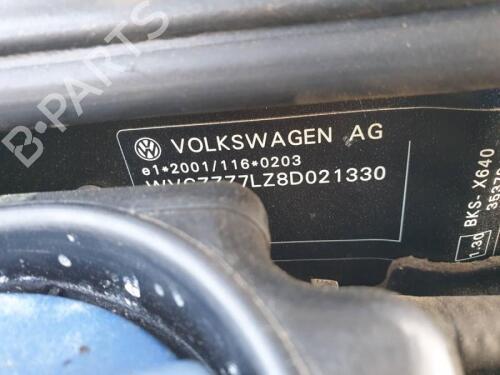 B-PARTS
VOLKSWAGEN AG
e1*2001/116*0203
WVGZZZ7LZ8D021330
BKS- X640
1.30